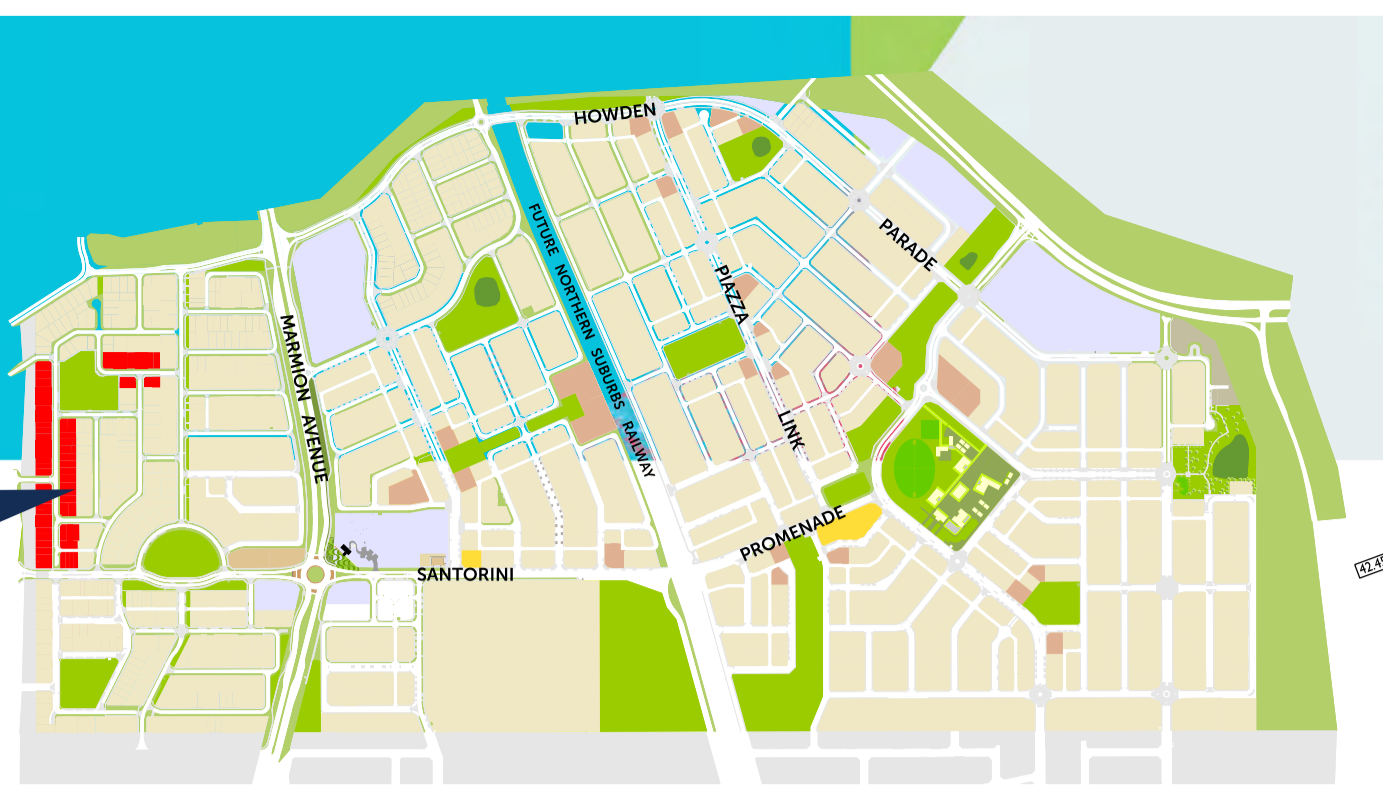 HOWDEN
PARADE
FUTURE NORTHERN SUBURBS RAILWAY
PIAZZA
LINK
MARMION AVENUE
PROMENADE
SANTORINI